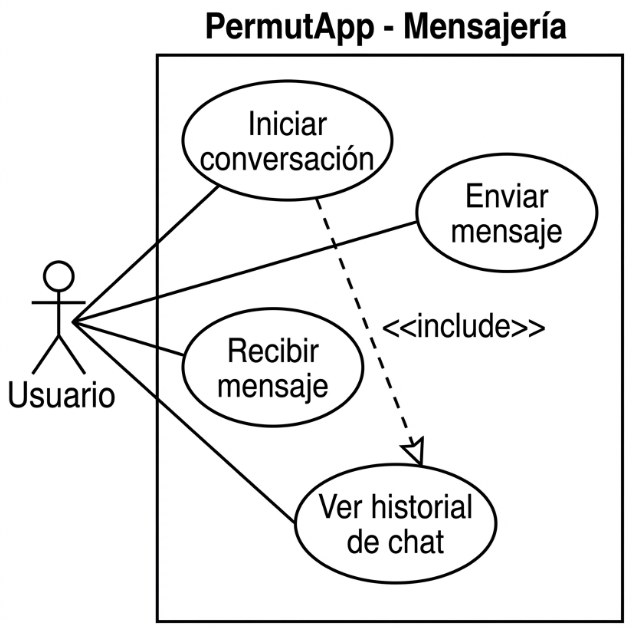 PermutApp - Mensajería
Iniciar
conversación
Enviar
mensaje
<<include>>
Recibir
mensaje
Usuario
Ver historial
de chat